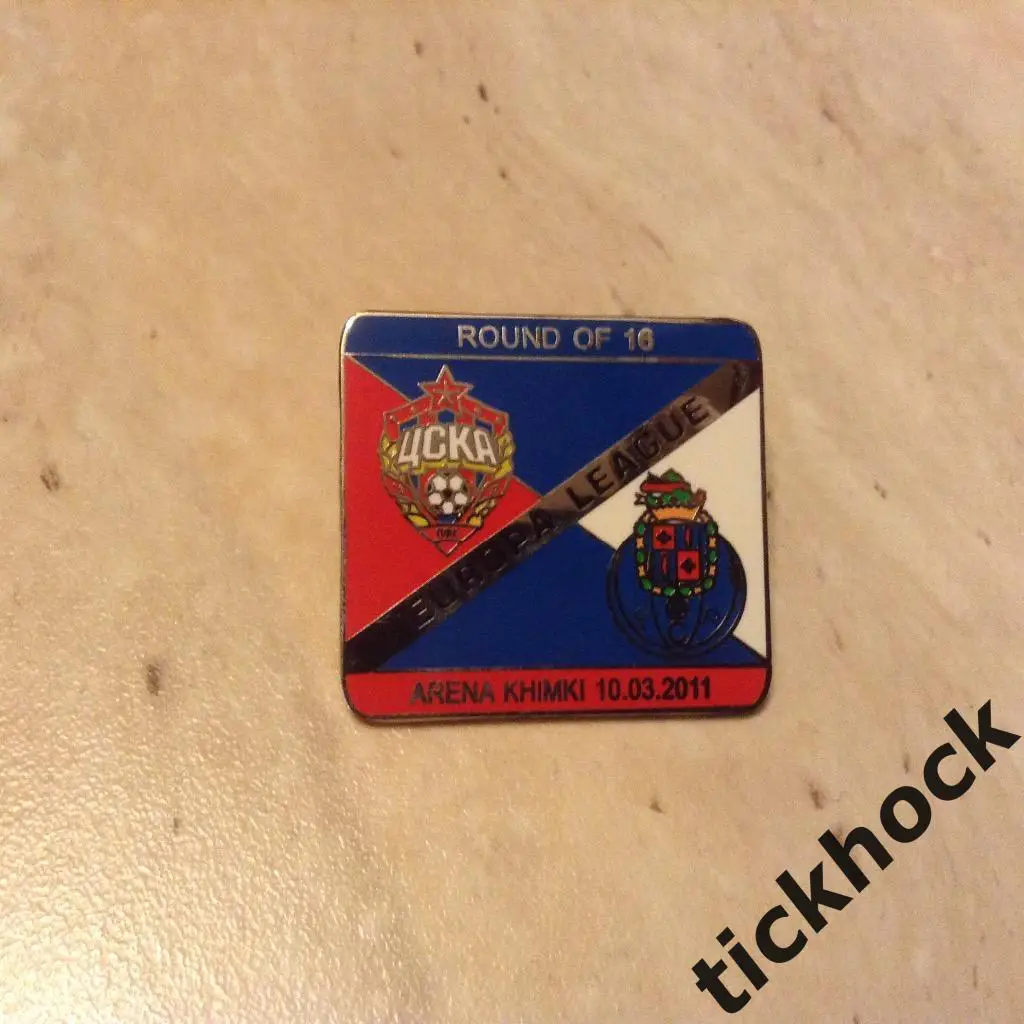 ROUND OF 16
ЦСКА
EUROPA LEAGUE
ARENA KHIMKI 10.03.2011
tickhock